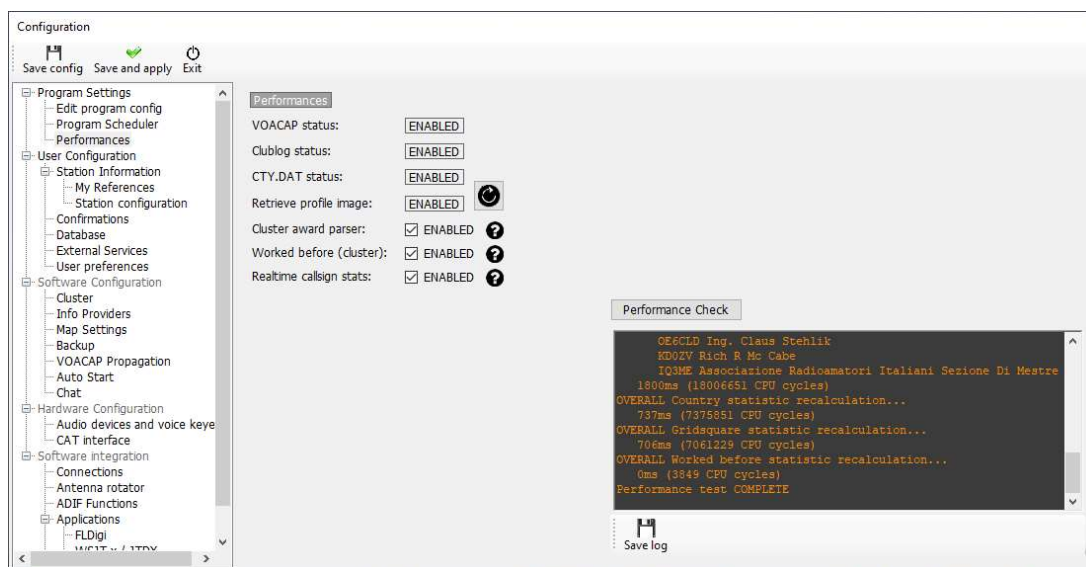 Configuration
Save config Save and apply Exit
Program Settings
Edit program config
Program Scheduler
Performances
User Configuration
Station Information
My References
Station configuration
Confirmations
Database
External Services
User preferences
Software Configuration
Cluster
Info Providers
Map Settings
Backup
VOACAP Propagation
Auto Start
Chat
Hardware Configuration
Audio devices and voice keye
CAT interface
Software integration
Connections
Antenna rotator
ADIF Functions
Applications
FLDigi
WSJT-x / JTDX
Performances
VOACAP status: ENABLED
Clublog status: ENABLED
CTY.DAT status: ENABLED
Retrieve profile image: ENABLED
Cluster award parser: ENABLED ?
Worked before (cluster): ENABLED ?
Realtime callsign stats: ENABLED ?
Performance Check
OE6CLD Ing. Claus Stehlik
KD0ZV Rich R Mc Cabe
IQ3ME Associazione Radioamatori Italiani Sezione Di Mestre
1800ms (18006651 CPU cycles)
OVERALL Country statistic recalculation...
737ms (7375851 CPU cycles)
OVERALL Gridsquare statistic recalculation...
706ms (7061229 CPU cycles)
OVERALL Worked before statistic recalculation...
0ms (3849 CPU cycles)
Performance test COMPLETE
Save log